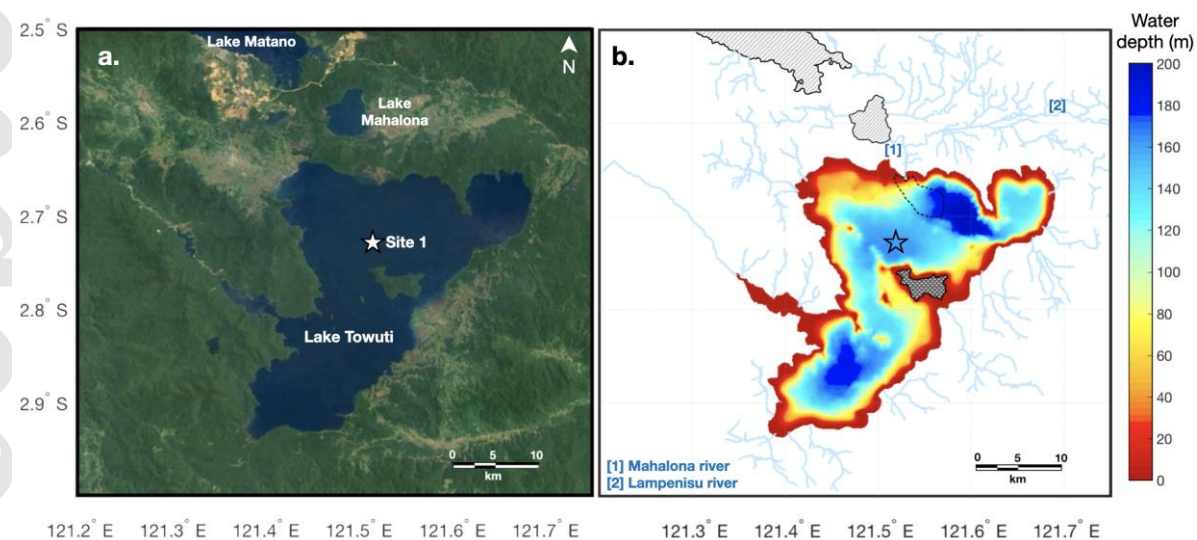 Water
depth (m)
2.5° S
2.6° S
2.7° S
2.8° S
2.9° S
a.
Lake Matano
N
Lake
Mahalona
Site 1
Lake Towuti
0 5 10
km
121.2° E 121.3° E 121.4° E 121.5° E 121.6° E 121.7° E
b.
[2]
[1]
[1] Mahalona river
[2] Lampenisu river
0 5 10
km
121.3° E 121.4° E 121.5° E 121.6° E 121.7° E
200
180
160
140
120
100
80
60
40
20
0